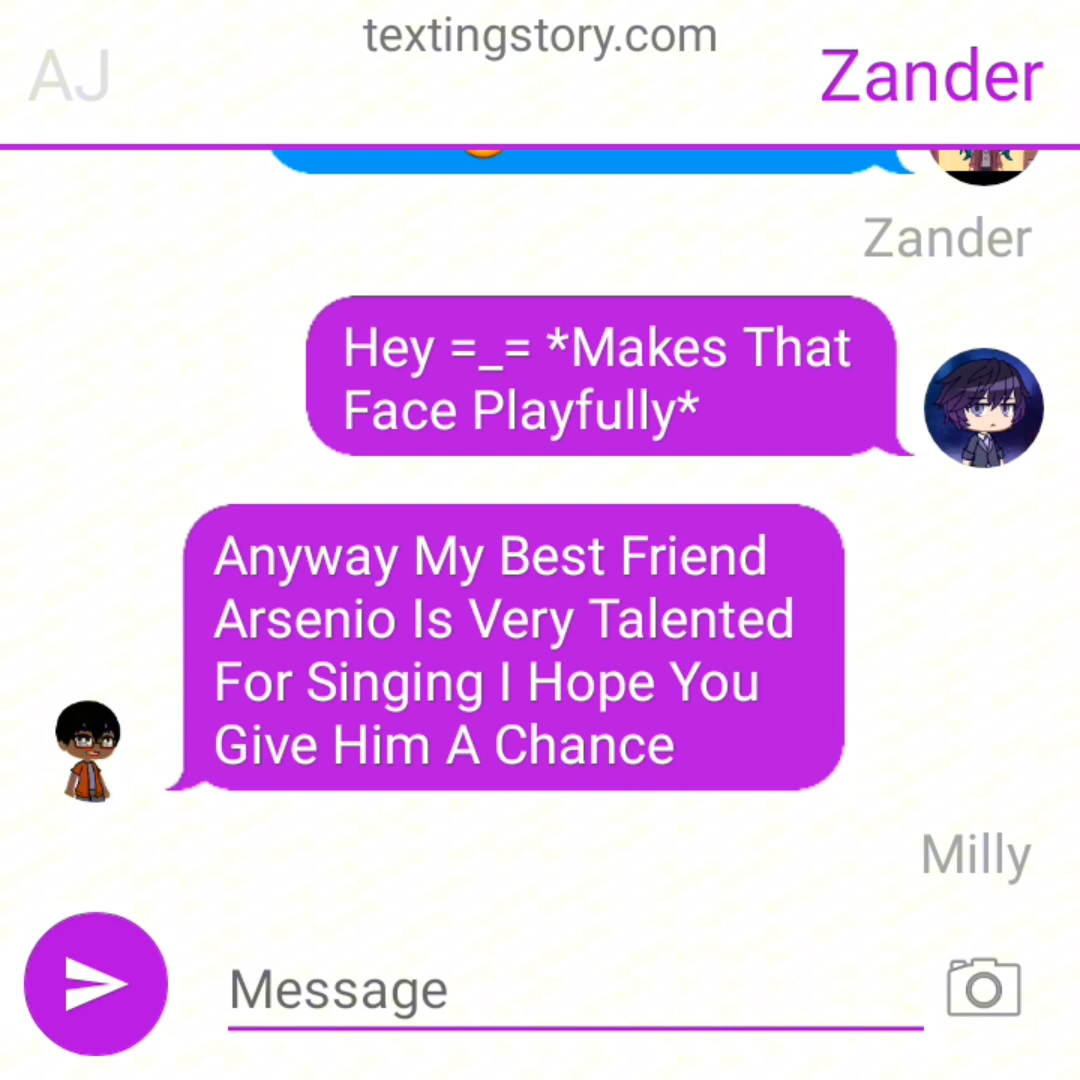 textingstory.com
AJ
Zander
Zander
Hey =_= *Makes That
Face Playfully*
Anyway My Best Friend
Arsenio Is Very Talented
For Singing I Hope You
Give Him A Chance
Milly
Message